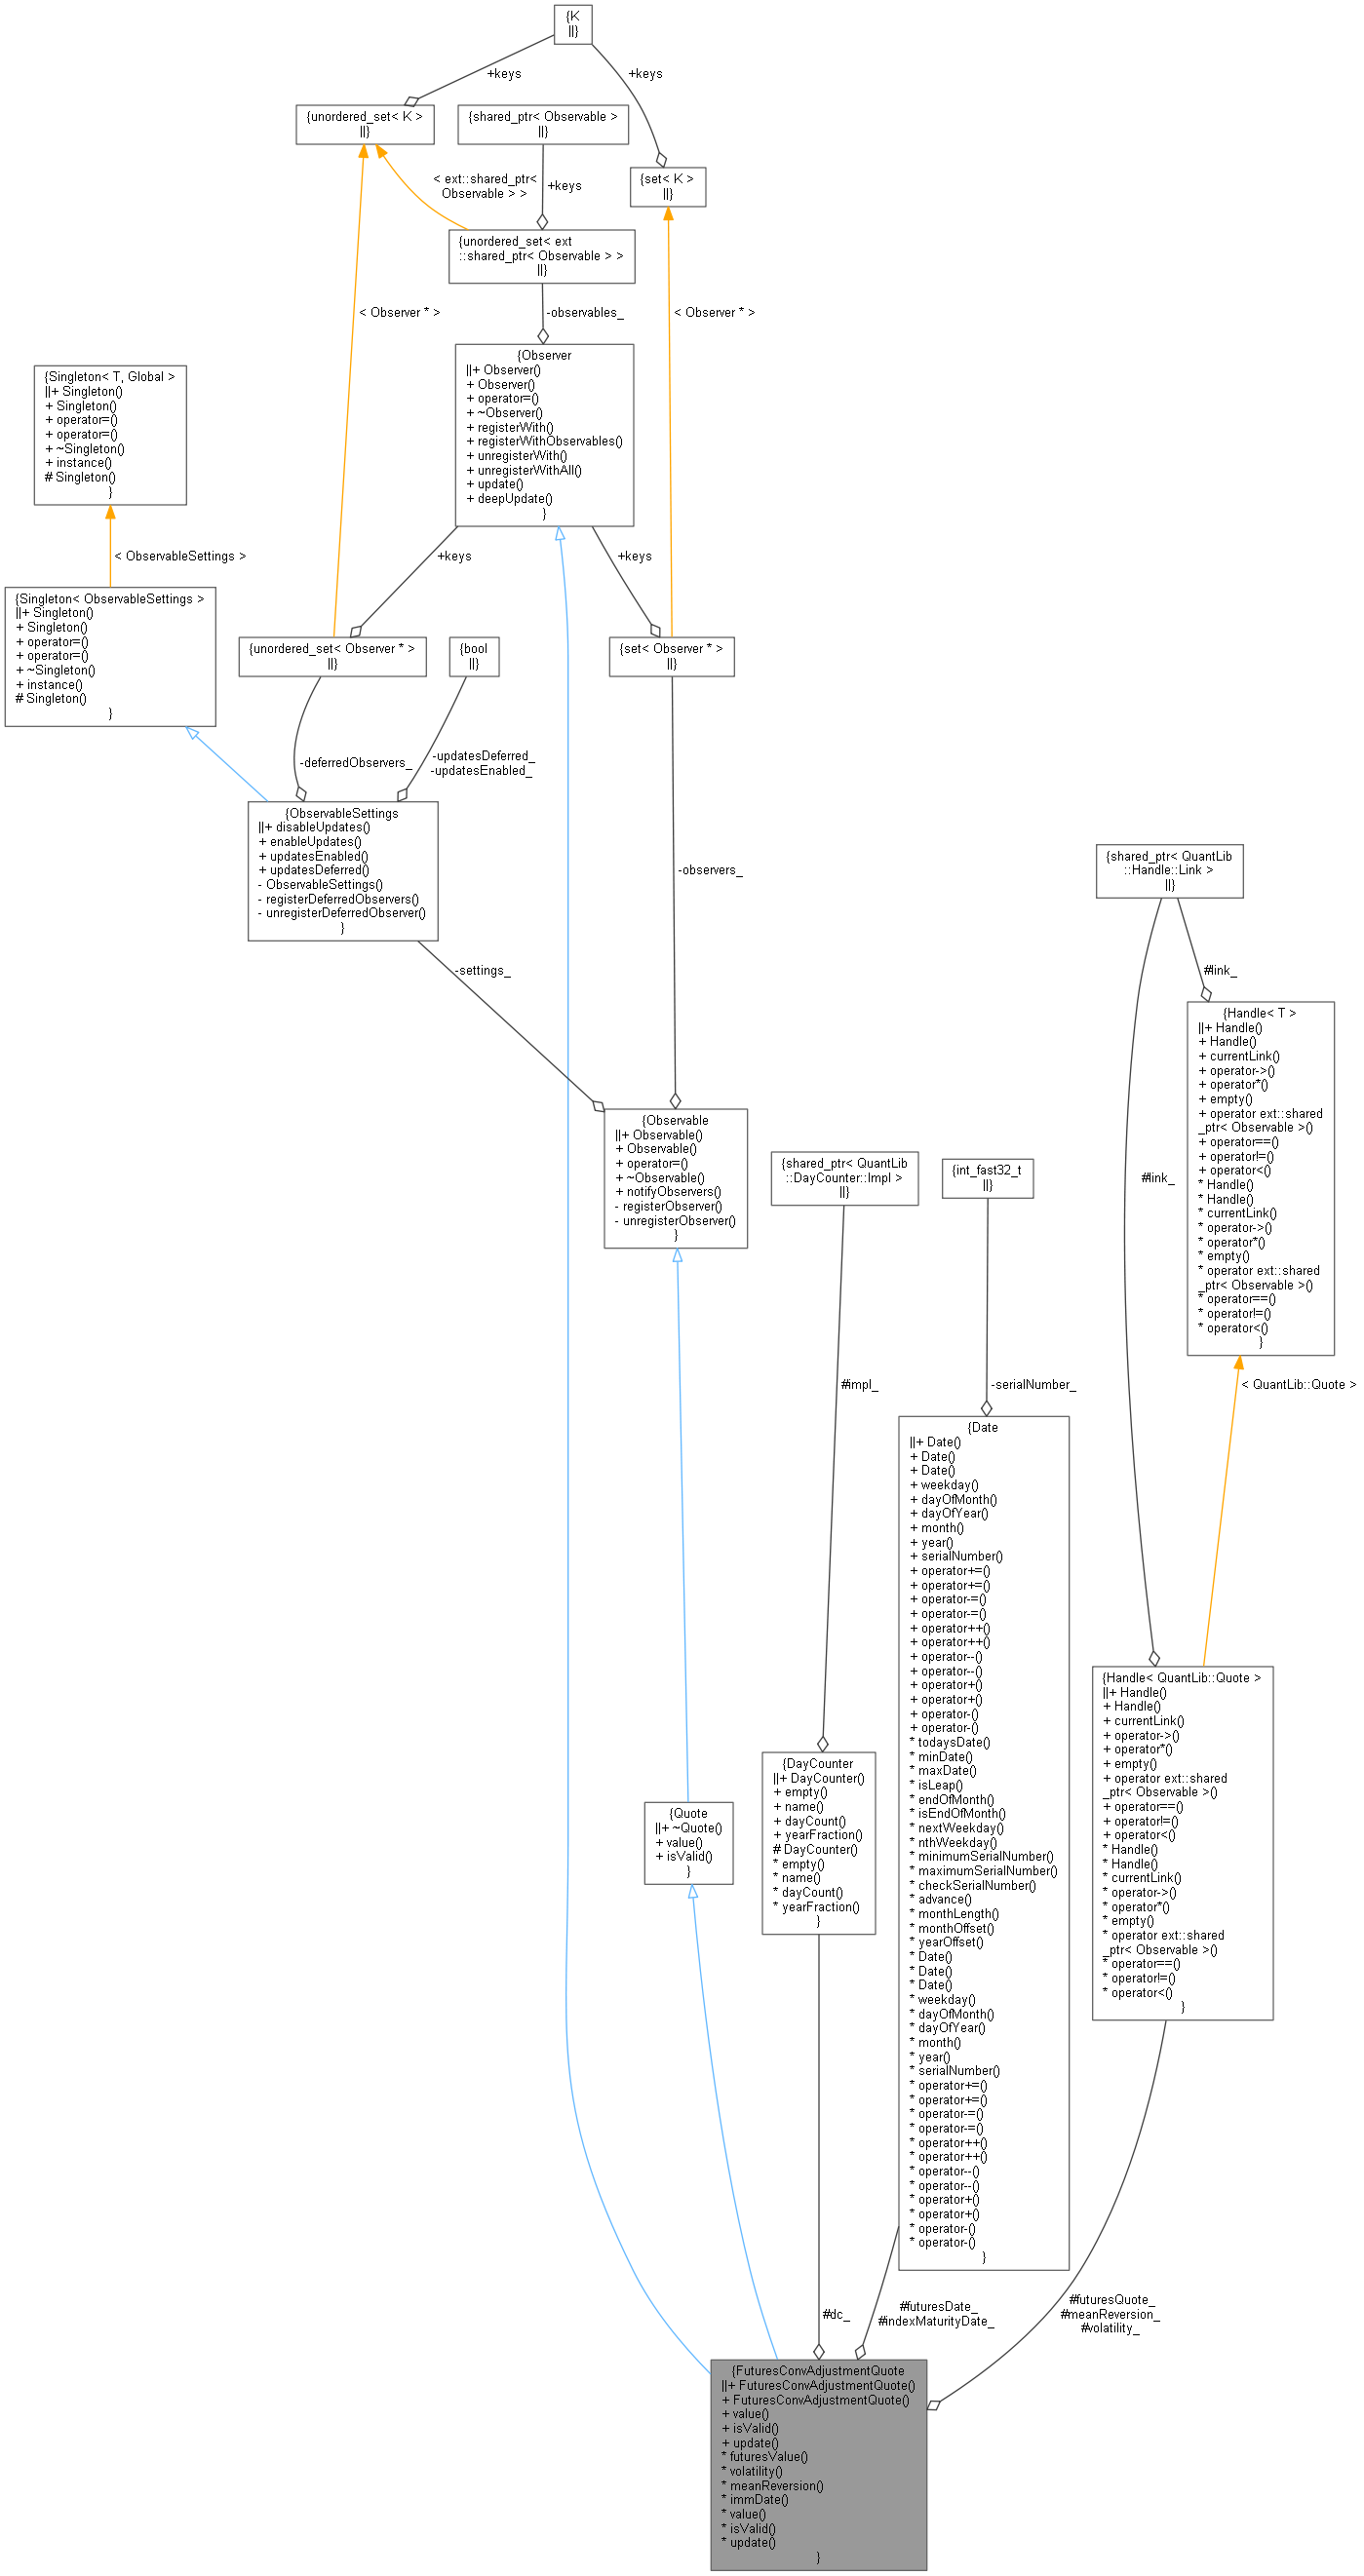 {K
||}
+keys
+keys
{unordered_set< K >
||}
{shared_ptr< Observable >
||}
{set< K >
||}
< ext::shared_ptr<
Observable > >
+keys
{unordered_set< ext
::shared_ptr< Observable > >
||}
< Observer * >
-observables_
< Observer * >
{Observer
||+ Observer()
+ Observer()
+ operator=()
+ ~Observer()
+ registerWith()
+ registerWithObservables()
+ unregisterWith()
+ unregisterWithAll()
+ update()
+ deepUpdate()
}
{Singleton< T, Global >
||+ Singleton()
+ Singleton()
+ operator=()
+ operator=()
+ ~Singleton()
+ instance()
# Singleton()
}
< ObservableSettings >
+keys
+keys
{Singleton< ObservableSettings >
||+ Singleton()
+ Singleton()
+ operator=()
+ operator=()
+ ~Singleton()
+ instance()
# Singleton()
}
{unordered_set< Observer * >
||}
{bool
||}
{set< Observer * >
||}
-deferredObservers_
-updatesDeferred_
-updatesEnabled_
{ObservableSettings
||+ disableUpdates()
+ enableUpdates()
+ updatesEnabled()
+ updatesDeferred()
- ObservableSettings()
- registerDeferredObservers()
- unregisterDeferredObserver()
}
-observers_
{shared_ptr< QuantLib
::Handle::Link >
||}
-settings_
#link_
{Handle< T >
||+ Handle()
+ Handle()
+ currentLink()
+ operator->()
+ operator*()
+ empty()
+ operator ext::shared
_ptr< Observable >()
+ operator==()
+ operator!=()
+ operator<()
* Handle()
* Handle()
* currentLink()
* operator->()
* operator*()
* empty()
* operator ext::shared
_ptr< Observable >()
* operator==()
* operator!=()
* operator<()
}
{Observable
||+ Observable()
+ Observable()
+ operator=()
+ ~Observable()
+ notifyObservers()
- registerObserver()
- unregisterObserver()
}
{shared_ptr< QuantLib
::DayCounter::Impl >
||}
{int_fast32_t
||}
#link_
#impl_
-serialNumber_
< QuantLib::Quote >
{Date
||+ Date()
+ Date()
+ Date()
+ weekday()
+ dayOfMonth()
+ dayOfYear()
+ month()
+ year()
+ serialNumber()
+ operator+=()
+ operator+=()
+ operator-=()
+ operator-=()
+ operator++()
+ operator++()
+ operator--()
+ operator--()
+ operator+()
+ operator+()
+ operator-()
+ operator-()
* todaysDate()
* minDate()
* maxDate()
* isLeap()
* endOfMonth()
* isEndOfMonth()
* nextWeekday()
* nthWeekday()
* minimumSerialNumber()
* maximumSerialNumber()
* checkSerialNumber()
* advance()
* monthLength()
* monthOffset()
* yearOffset()
* Date()
* Date()
* Date()
* weekday()
* dayOfMonth()
* dayOfYear()
* month()
* year()
* serialNumber()
* operator+=()
* operator+=()
* operator-=()
* operator-=()
* operator++()
* operator++()
* operator--()
* operator--()
* operator+()
* operator+()
* operator-()
* operator-()
}
{Handle< QuantLib::Quote >
||+ Handle()
+ Handle()
+ currentLink()
+ operator->()
+ operator*()
+ empty()
+ operator ext::shared
_ptr< Observable >()
+ operator==()
+ operator!=()
+ operator<()
* Handle()
* Handle()
* currentLink()
* operator->()
* operator*()
* empty()
* operator ext::shared
_ptr< Observable >()
* operator==()
* operator!=()
* operator<()
}
{DayCounter
||+ DayCounter()
+ empty()
+ name()
+ dayCount()
+ yearFraction()
# DayCounter()
* empty()
* name()
* dayCount()
* yearFraction()
}
{Quote
||+ ~Quote()
+ value()
+ isValid()
}
#dc_
#futuresDate_
#indexMaturityDate_
#futuresQuote_
#meanReversion_
#volatility_
{FuturesConvAdjustmentQuote
||+ FuturesConvAdjustmentQuote()
+ FuturesConvAdjustmentQuote()
+ value()
+ isValid()
+ update()
* futuresValue()
* volatility()
* meanReversion()
* immDate()
* value()
* isValid()
* update()
}